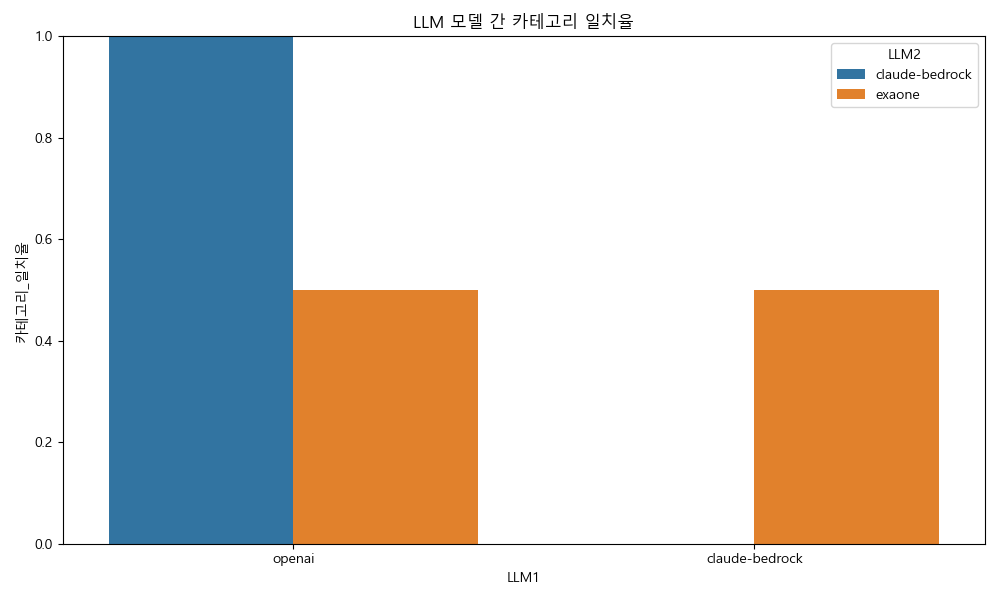 LLM 모델 간 카테고리 일치율
LLM2
claude-bedrock
exaone
카테고리_일치율
1.0
0.8
0.6
0.4
0.2
0.0
openai
claude-bedrock
LLM1